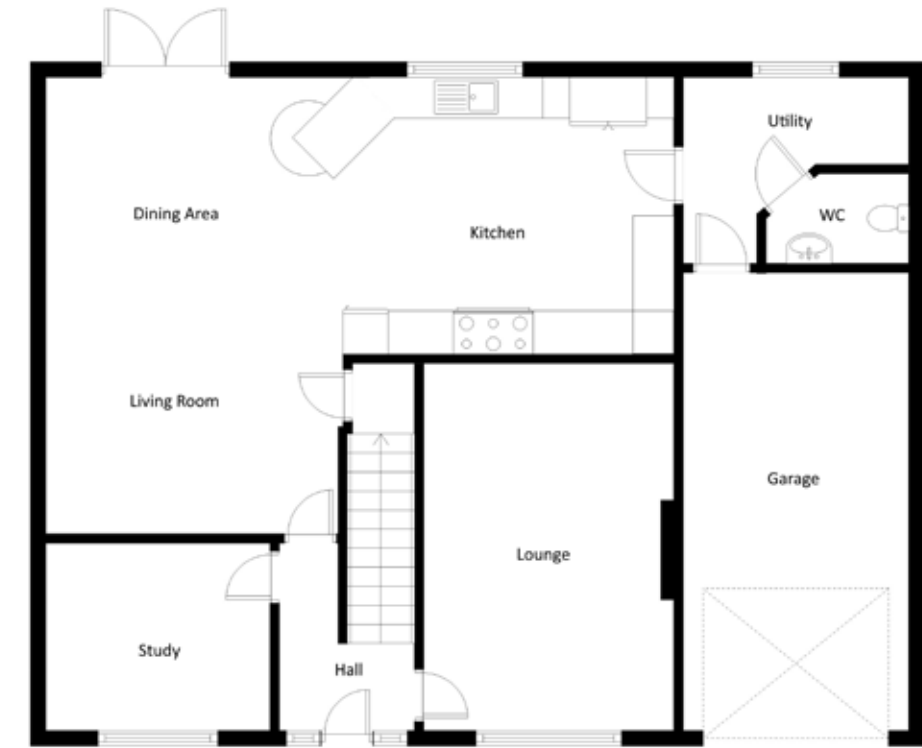 Utility
Dining Area
WC
Kitchen
Living Room
Garage
Lounge
Study
Hall